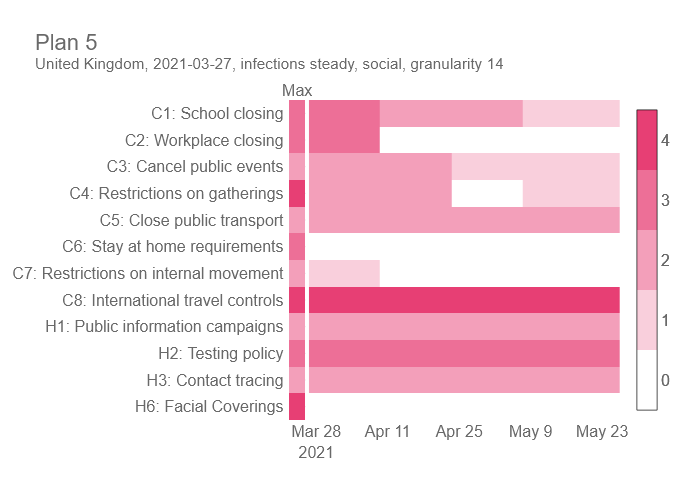 Plan 5
United Kingdom, 2021-03-27, infections steady, social, granularity 14
Max
C1: School closing
C2: Workplace closing
C3: Cancel public events
C4: Restrictions on gatherings
C5: Close public transport
C6: Stay at home requirements
C7: Restrictions on internal movement
C8: International travel controls
H1: Public information campaigns
H2: Testing policy
H3: Contact tracing
H6: Facial Coverings
4
3
2
1
0
Mar 28 Apr 11 Apr 25 May 9 May 23
2021